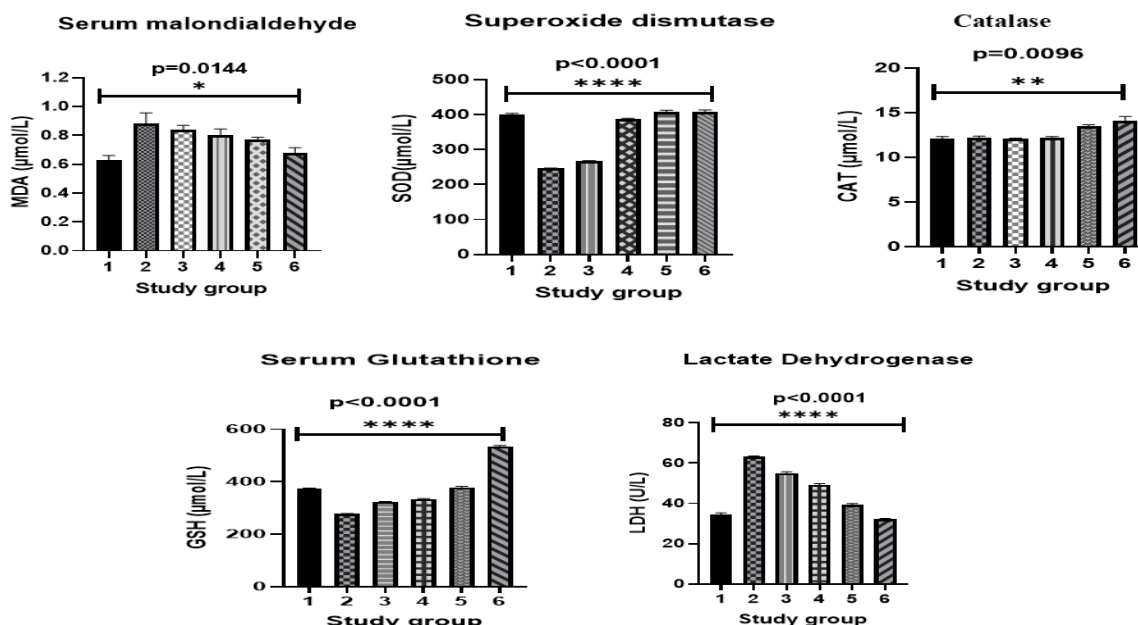 Serum malondialdehyde
p=0.0144
*
1.2
1.0
0.8
0.6
0.4
0.2
0.0
MDA (µmol/L)
1 2 3 4 5 6
Study group
Superoxide dismutase
p<0.0001
****
500
400
300
200
100
0
SOD(µmol/L)
1 2 3 4 5 6
Study group
Catalase
p=0.0096
**
20
15
10
5
0
CAT (µmol/L)
1 2 3 4 5 6
Study group
Serum Glutathione
p<0.0001
****
600
400
200
0
GSH (µmol/L)
1 2 3 4 5 6
Study group
Lactate Dehydrogenase
p<0.0001
****
80
60
40
20
0
LDH (U/L)
1 2 3 4 5 6
Study group